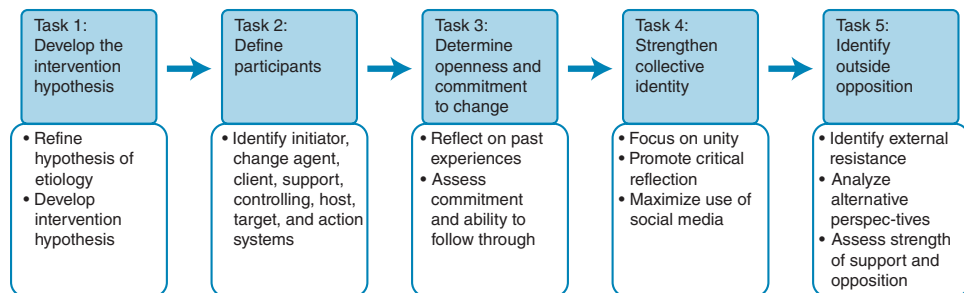 Task 1:
Develop the
intervention
hypothesis
• Refine
hypothesis of
etiology
• Develop
intervention
hypothesis
Task 2:
Define
participants
• Identify initiator,
change agent,
client, support,
controlling, host,
target, and action
systems
Task 3:
Determine
openness and
commitment
to change
• Reflect on past
experiences
• Assess
commitment
and ability to
follow through
Task 4:
Strengthen
collective
identity
• Focus on unity
• Promote critical
reflection
• Maximize use of
social media
Task 5:
Identify
outside
opposition
• Identify external
resistance
• Analyze
alternative
perspec-tives
• Assess strength
of support and
opposition